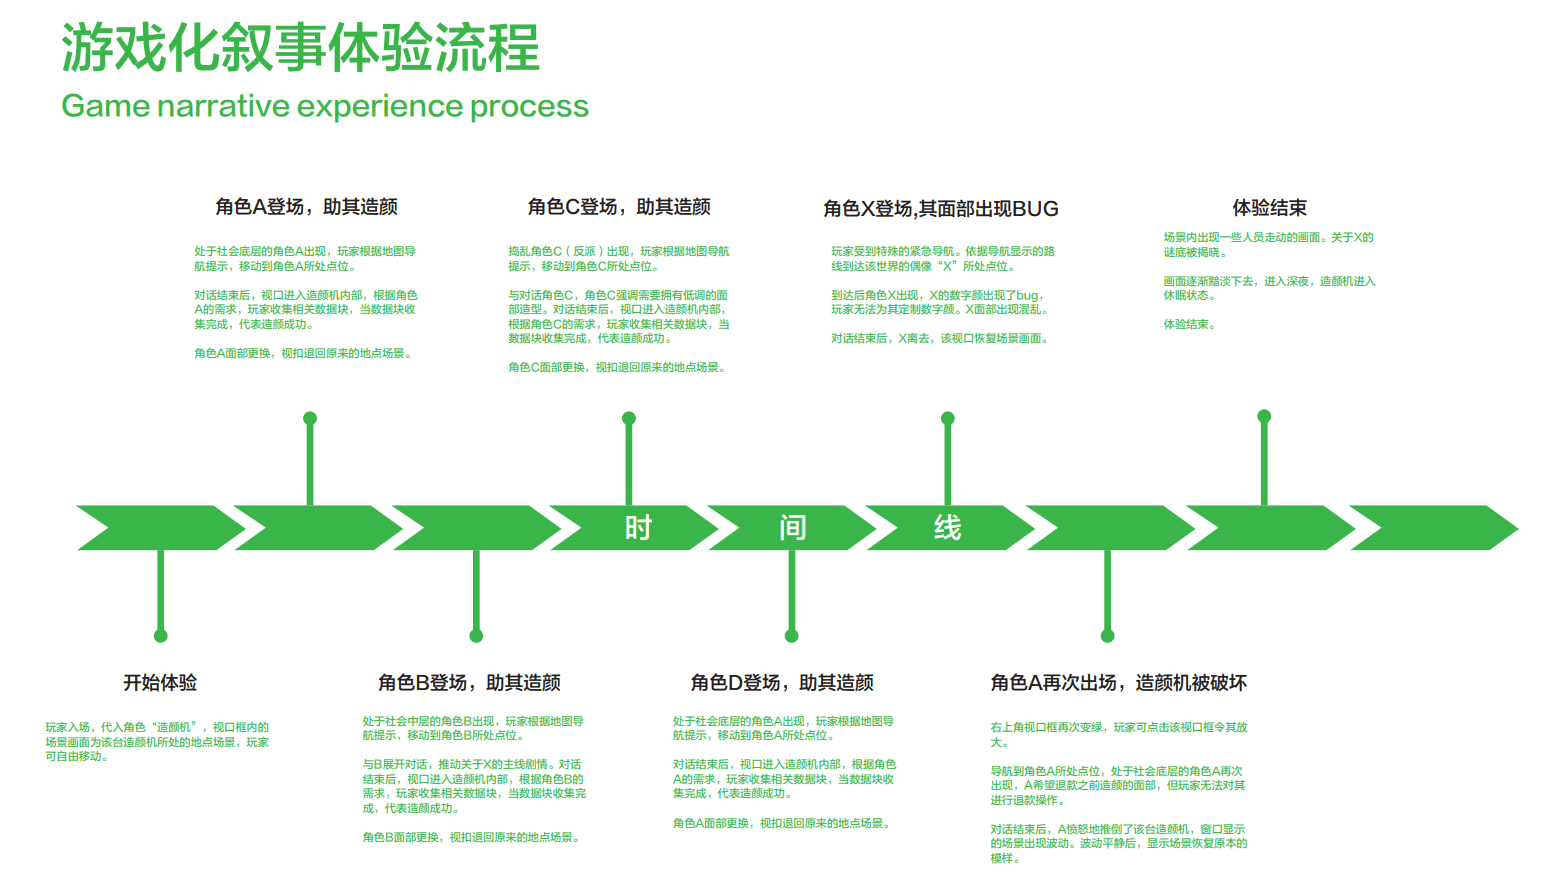 游戏化叙事体验流程
Game narrative experience process
角色A登场，助其造颜
处于社会底层的角色A出现，玩家根据地图导
航提示，移动到角色A所处点位。
对话结束后，视口进入造颜机内部，根据角色
A的需求，玩家收集相关数据块，当数据块收
集完成，代表造颜成功。
角色A面部更换，视扣退回原来的地点场景。
角色C登场，助其造颜
捣乱角色C（反派）出现，玩家根据地图导航
提示，移动到角色C所处点位。
与对话角色C，角色C强调需要拥有低调的面
部造型。对话结束后，视口进入造颜机内部，
根据角色C的需求，玩家收集相关数据块，当
数据块收集完成，代表造颜成功。
角色C面部更换，视扣退回原来的地点场景。
角色X登场,其面部出现BUG
玩家受到特殊的紧急导航。依据导航显示的路
线到达该世界的偶像“X”所处点位。
到达后角色X出现，X的数字颜出现了bug，
玩家无法为其定制数字颜。X面部出现混乱。
对话结束后，X离去，该视口恢复场景画面。
体验结束
场景内出现一些人员走动的画面。关于X的
谜底被揭晓。
画面逐渐黯淡下去，进入深夜，造颜机进入
休眠状态。
体验结束。
时 间 线
开始体验
玩家入场，代入角色“造颜机”，视口框内的
场景画面为该台造颜机所处的地点场景，玩家
可自由移动。
角色B登场，助其造颜
处于社会中层的角色B出现，玩家根据地图导
航提示，移动到角色B所处点位。
与B展开对话，推动关于X的主线剧情。对话
结束后，视口进入造颜机内部，根据角色B的
需求，玩家收集相关数据块，当数据块收集完
成，代表造颜成功。
角色B面部更换，视扣退回原来的地点场景。
角色D登场，助其造颜
处于社会底层的角色A出现，玩家根据地图导
航提示，移动到角色A所处点位。
对话结束后，视口进入造颜机内部，根据角色
A的需求，玩家收集相关数据块，当数据块收
集完成，代表造颜成功。
角色A面部更换，视扣退回原来的地点场景。
角色A再次出场，造颜机被破坏
右上角视口框再次变绿，玩家可点击该视口框令其放
大。
导航到角色A所处点位，处于社会底层的角色A再次
出现，A希望退款之前造颜的面部，但玩家无法对其
进行退款操作。
对话结束后，A愤怒地推倒了该台造颜机，窗口显示
的场景出现波动。波动平静后，显示场景恢复原本的
模样。